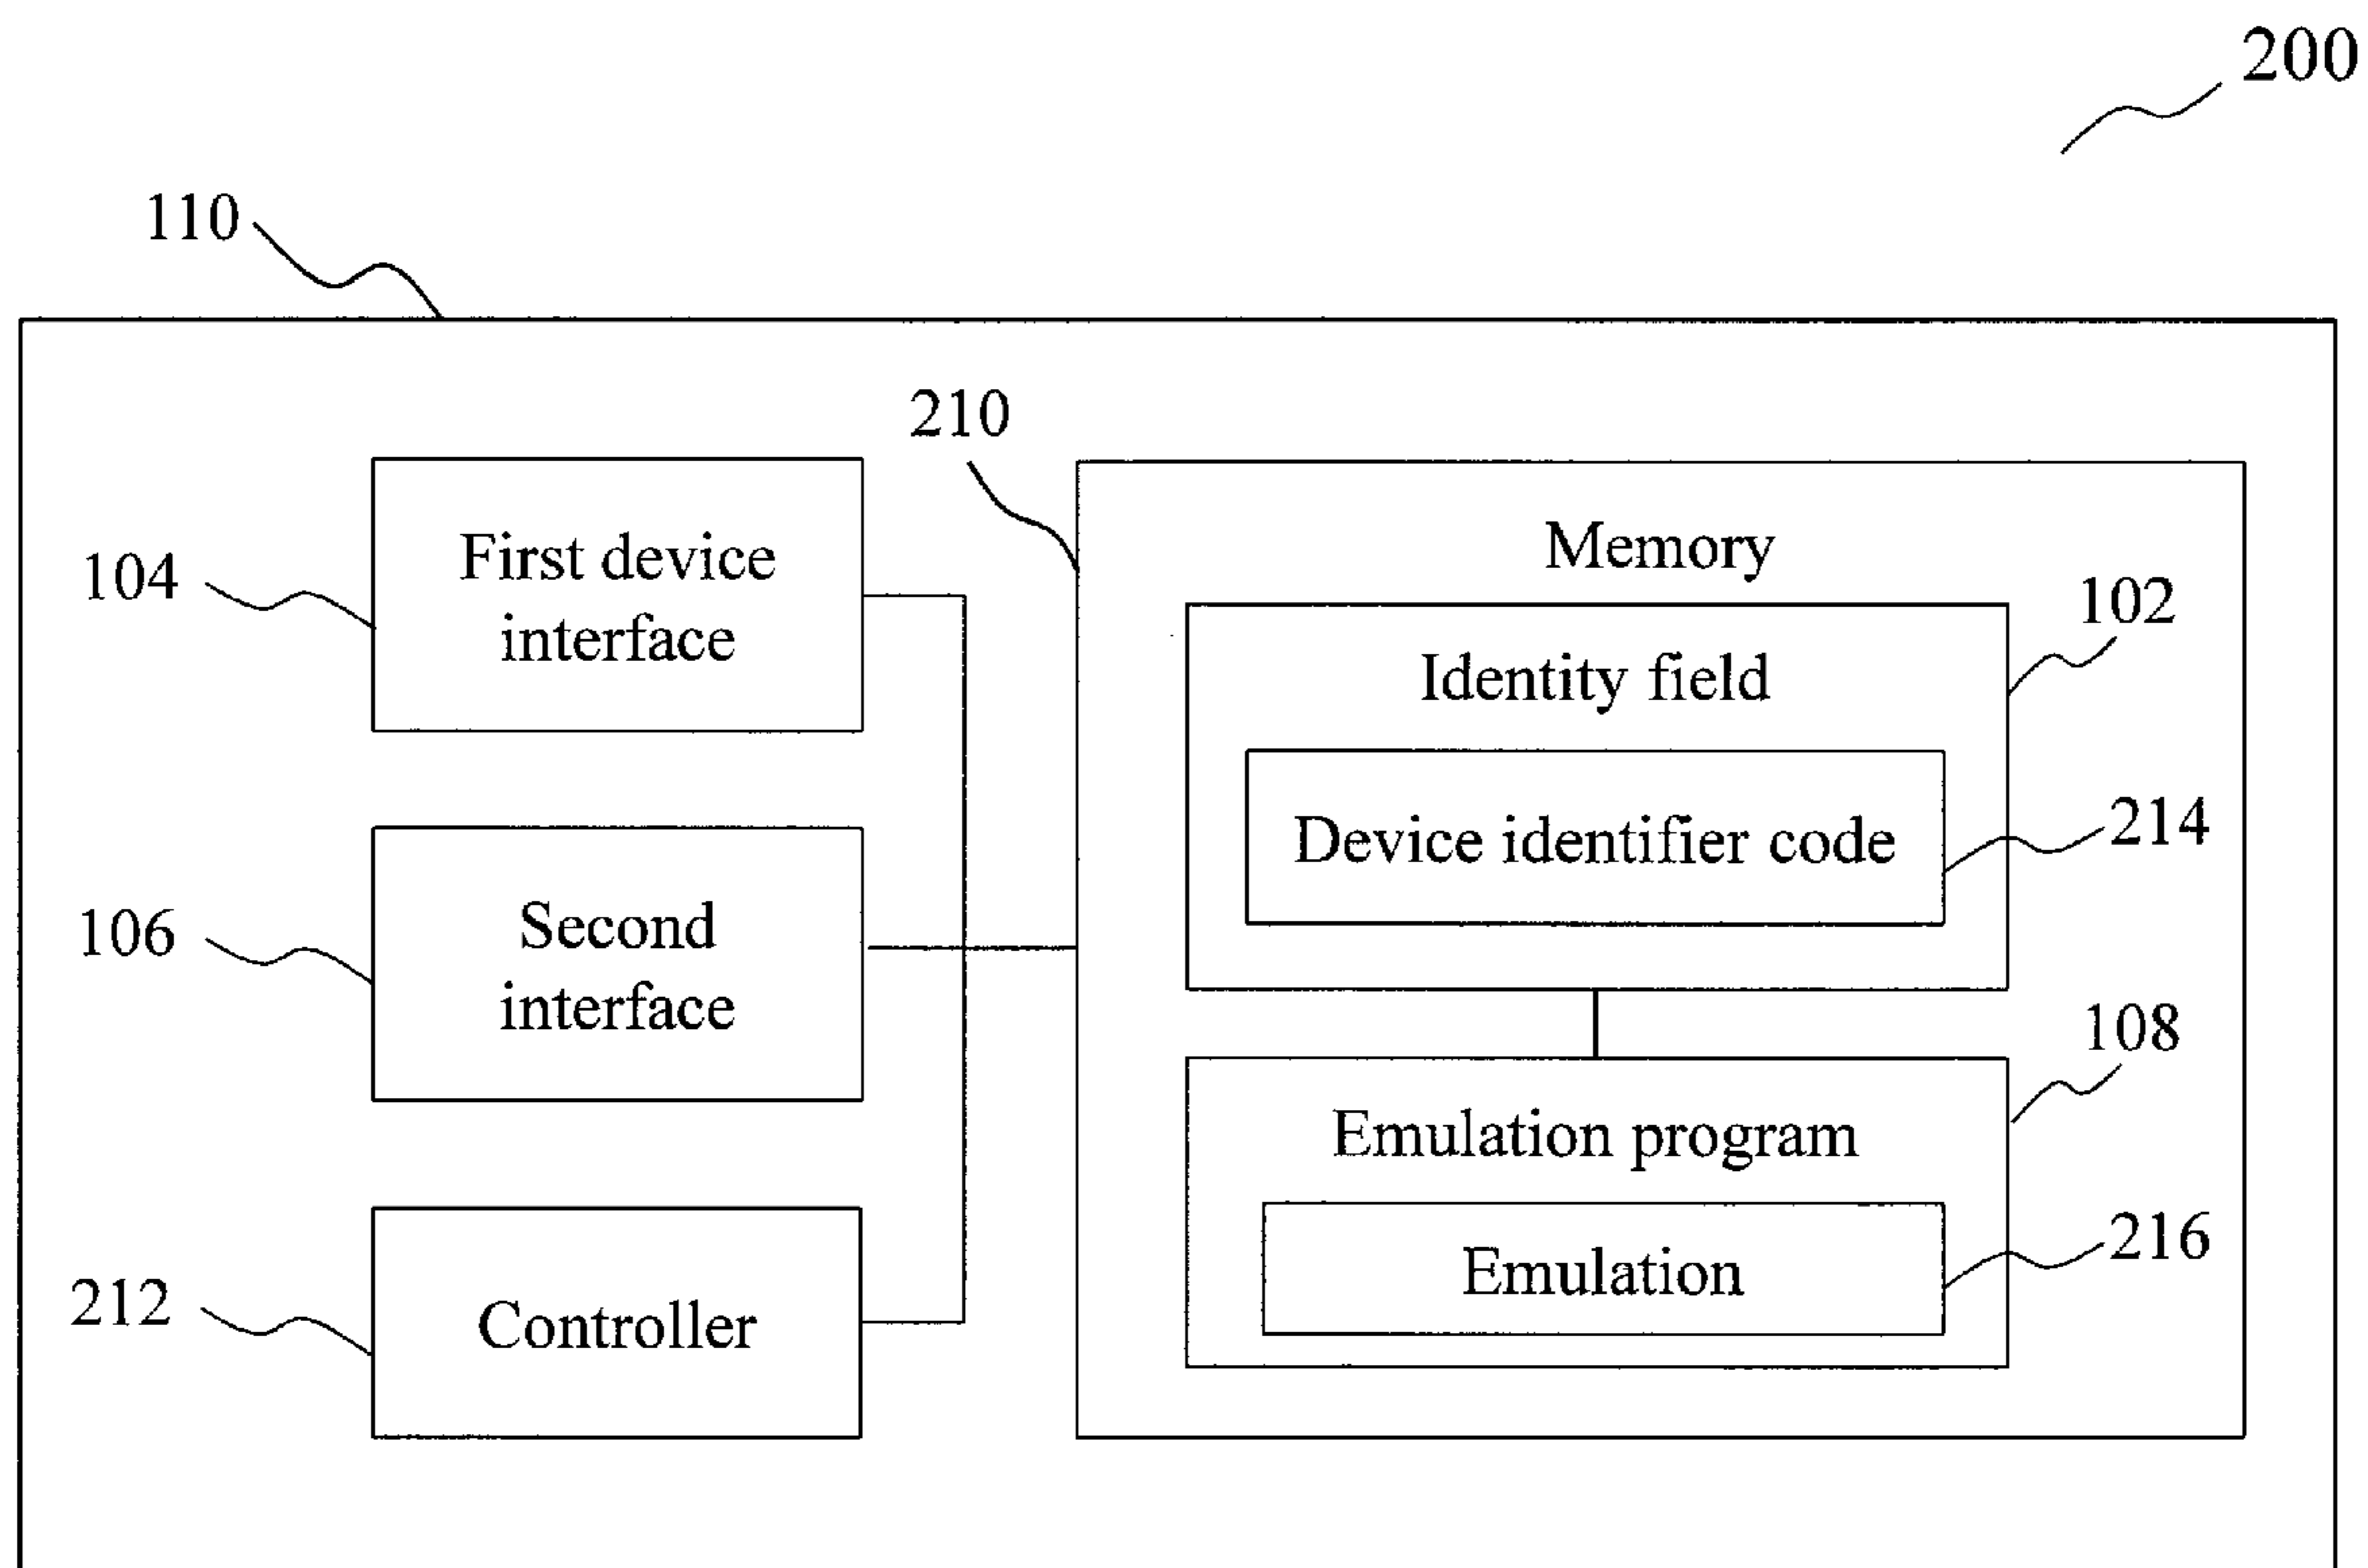 200
110
210
First device
interface
104
Memory
102
Identity field
Device identifier code
214
Second
interface
106
108
Emulation program
Emulation
216
Controller
212